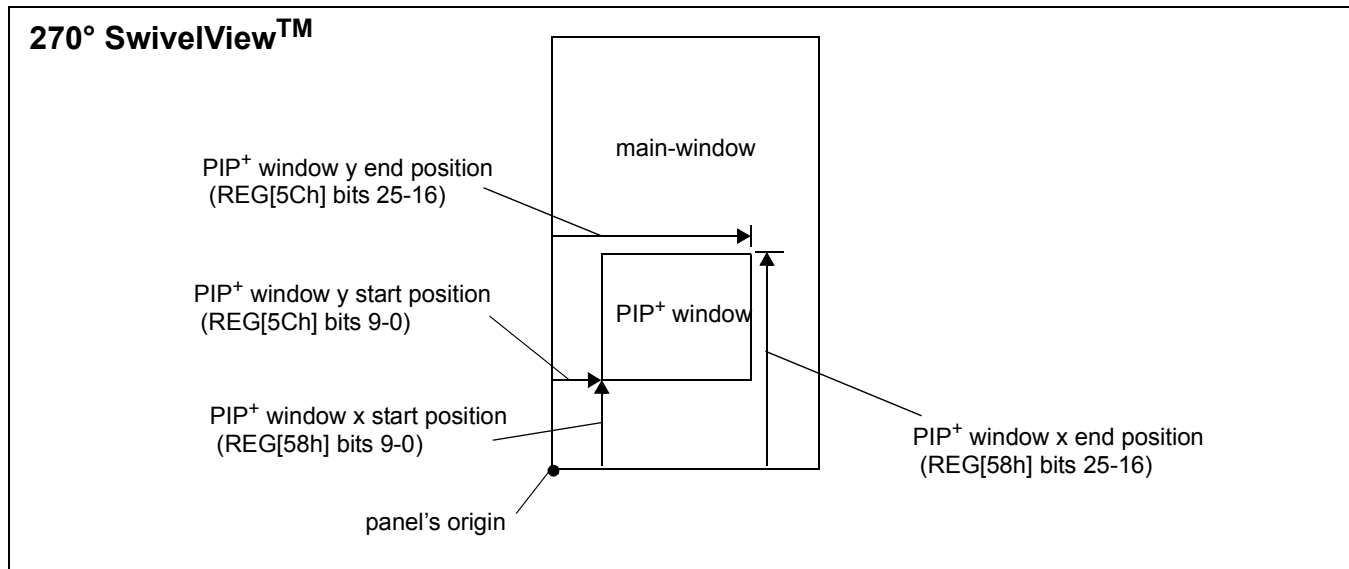 270° SwivelView™
main-window
PIP+ window y end position
(REG[5Ch] bits 25-16)
PIP+ window y start position
(REG[5Ch] bits 9-0)
PIP+ window
PIP+ window x start position
(REG[58h] bits 9-0)
PIP+ window x end position
(REG[58h] bits 25-16)
panel's origin